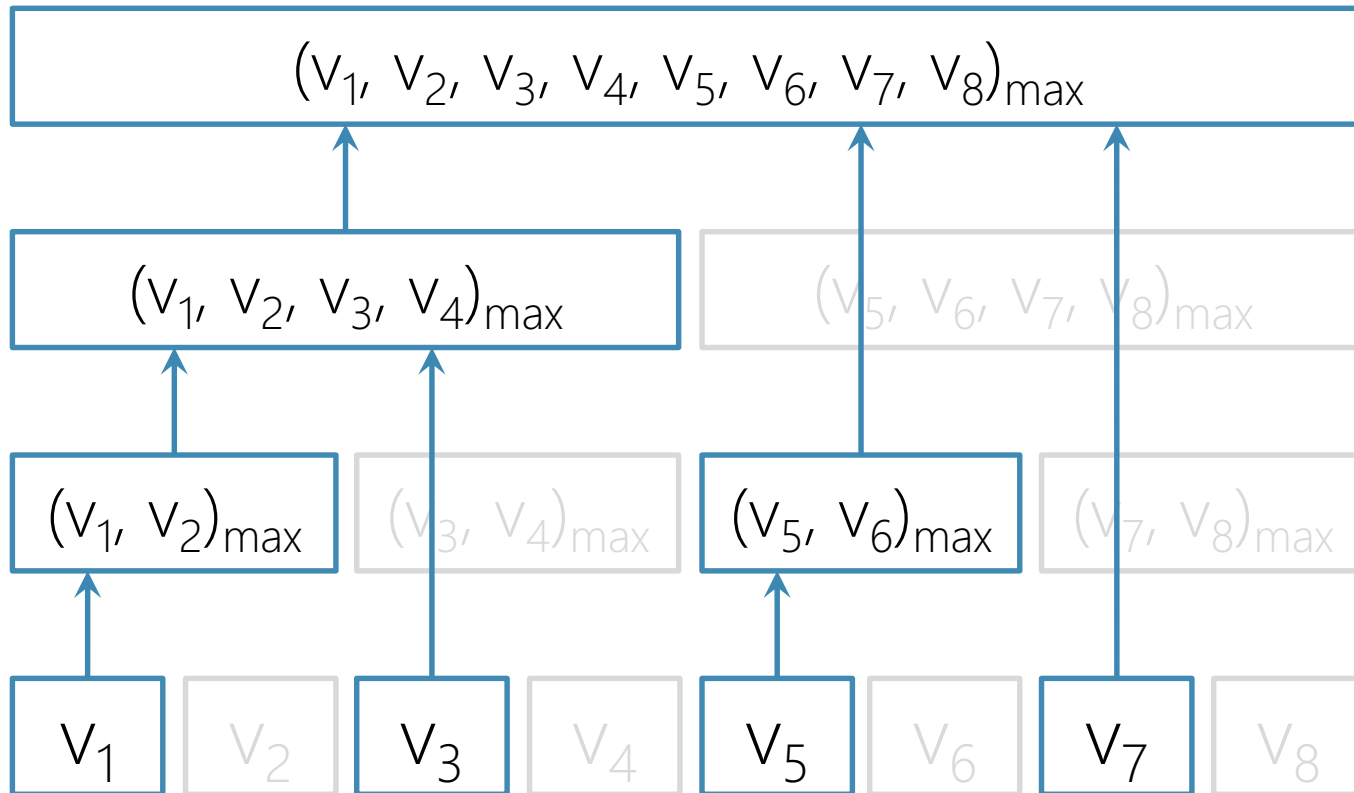 (v₁, v₂, v₃, v₄, v₅, v₆, v₇, v₈)max
(v₁, v₂, v₃, v₄)max (v₅, v₆, v₇, v₈)max
(v₁, v₂)max (v₃, v₄)max (v₅, v₆)max (v₇, v₈)max
v₁ v₂ v₃ v₄ v₅ v₆ v₇ v₈